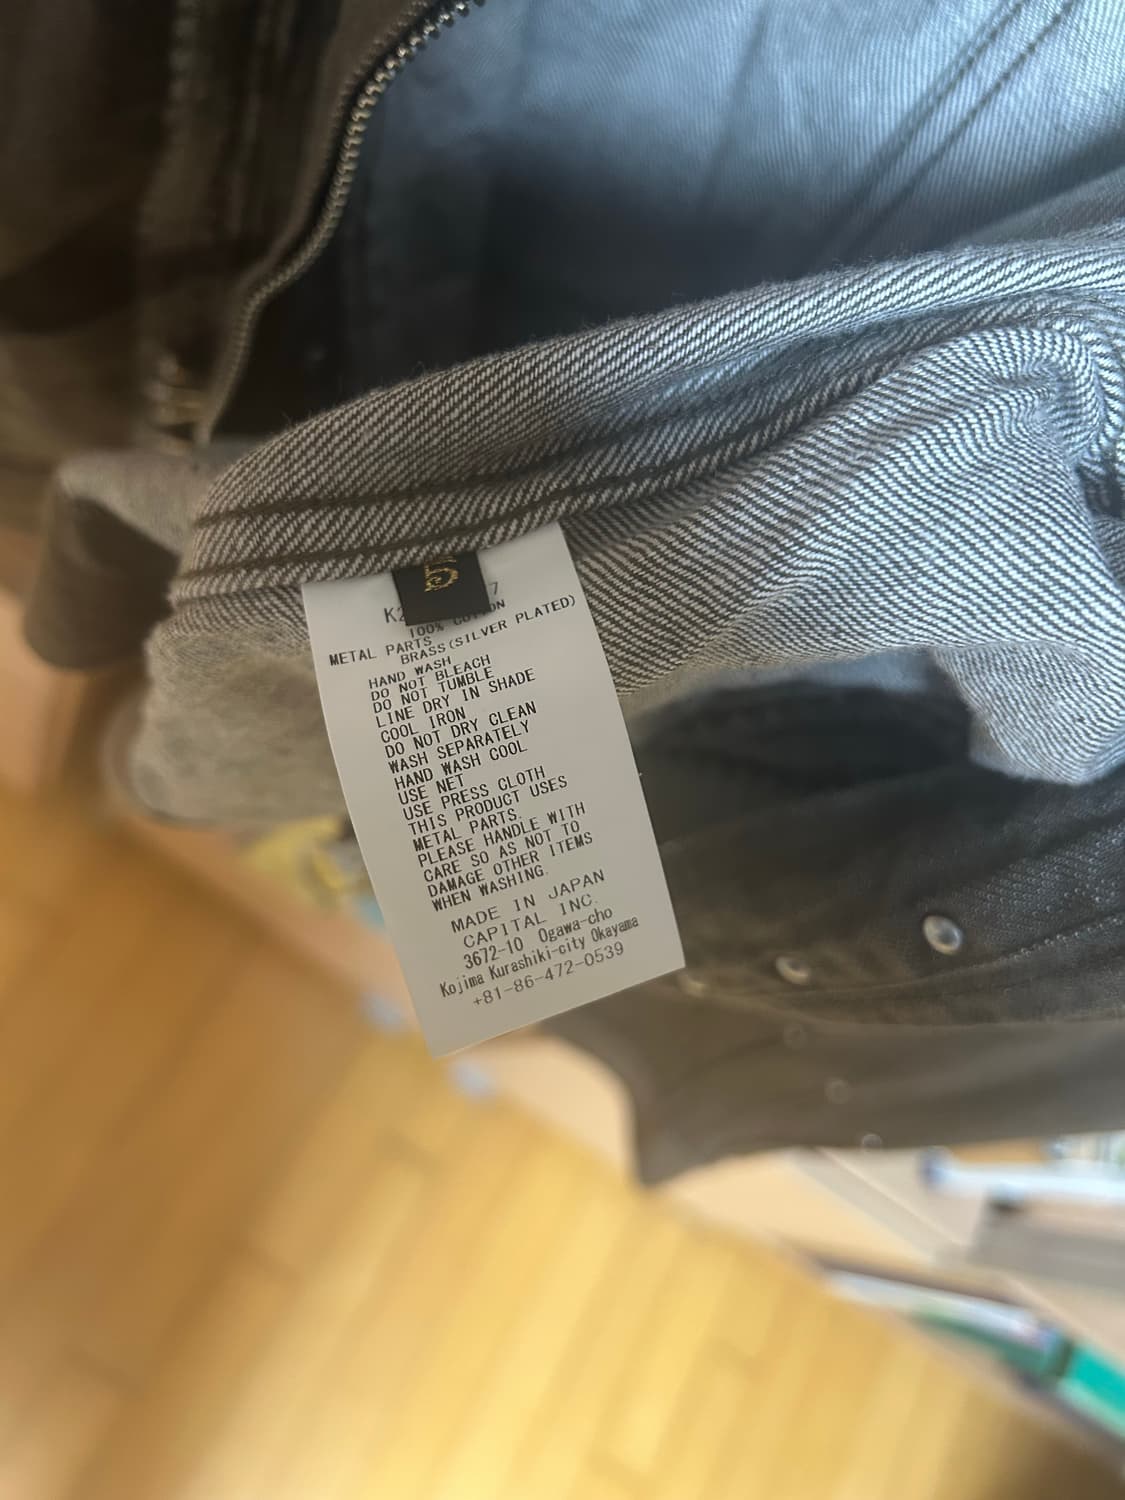 5
100% COTTON
METAL PARTS
BRASS(SILVER PLATED)
HAND WASH
DO NOT BLEACH
DO NOT TUMBLE
LINE DRY IN SHADE
COOL IRON
DO NOT DRY CLEAN
WASH SEPARATELY
HAND WASH COOL
USE NET
USE PRESS CLOTH
THIS PRODUCT USES
METAL PARTS.
PLEASE HANDLE WITH
CARE SO AS NOT TO
DAMAGE OTHER ITEMS
WHEN WASHING.
MADE IN JAPAN
CAPITAL INC.
3672-10 Ogawa-cho
Kojima Kurashiki-city Okayama
+81-86-472-0539